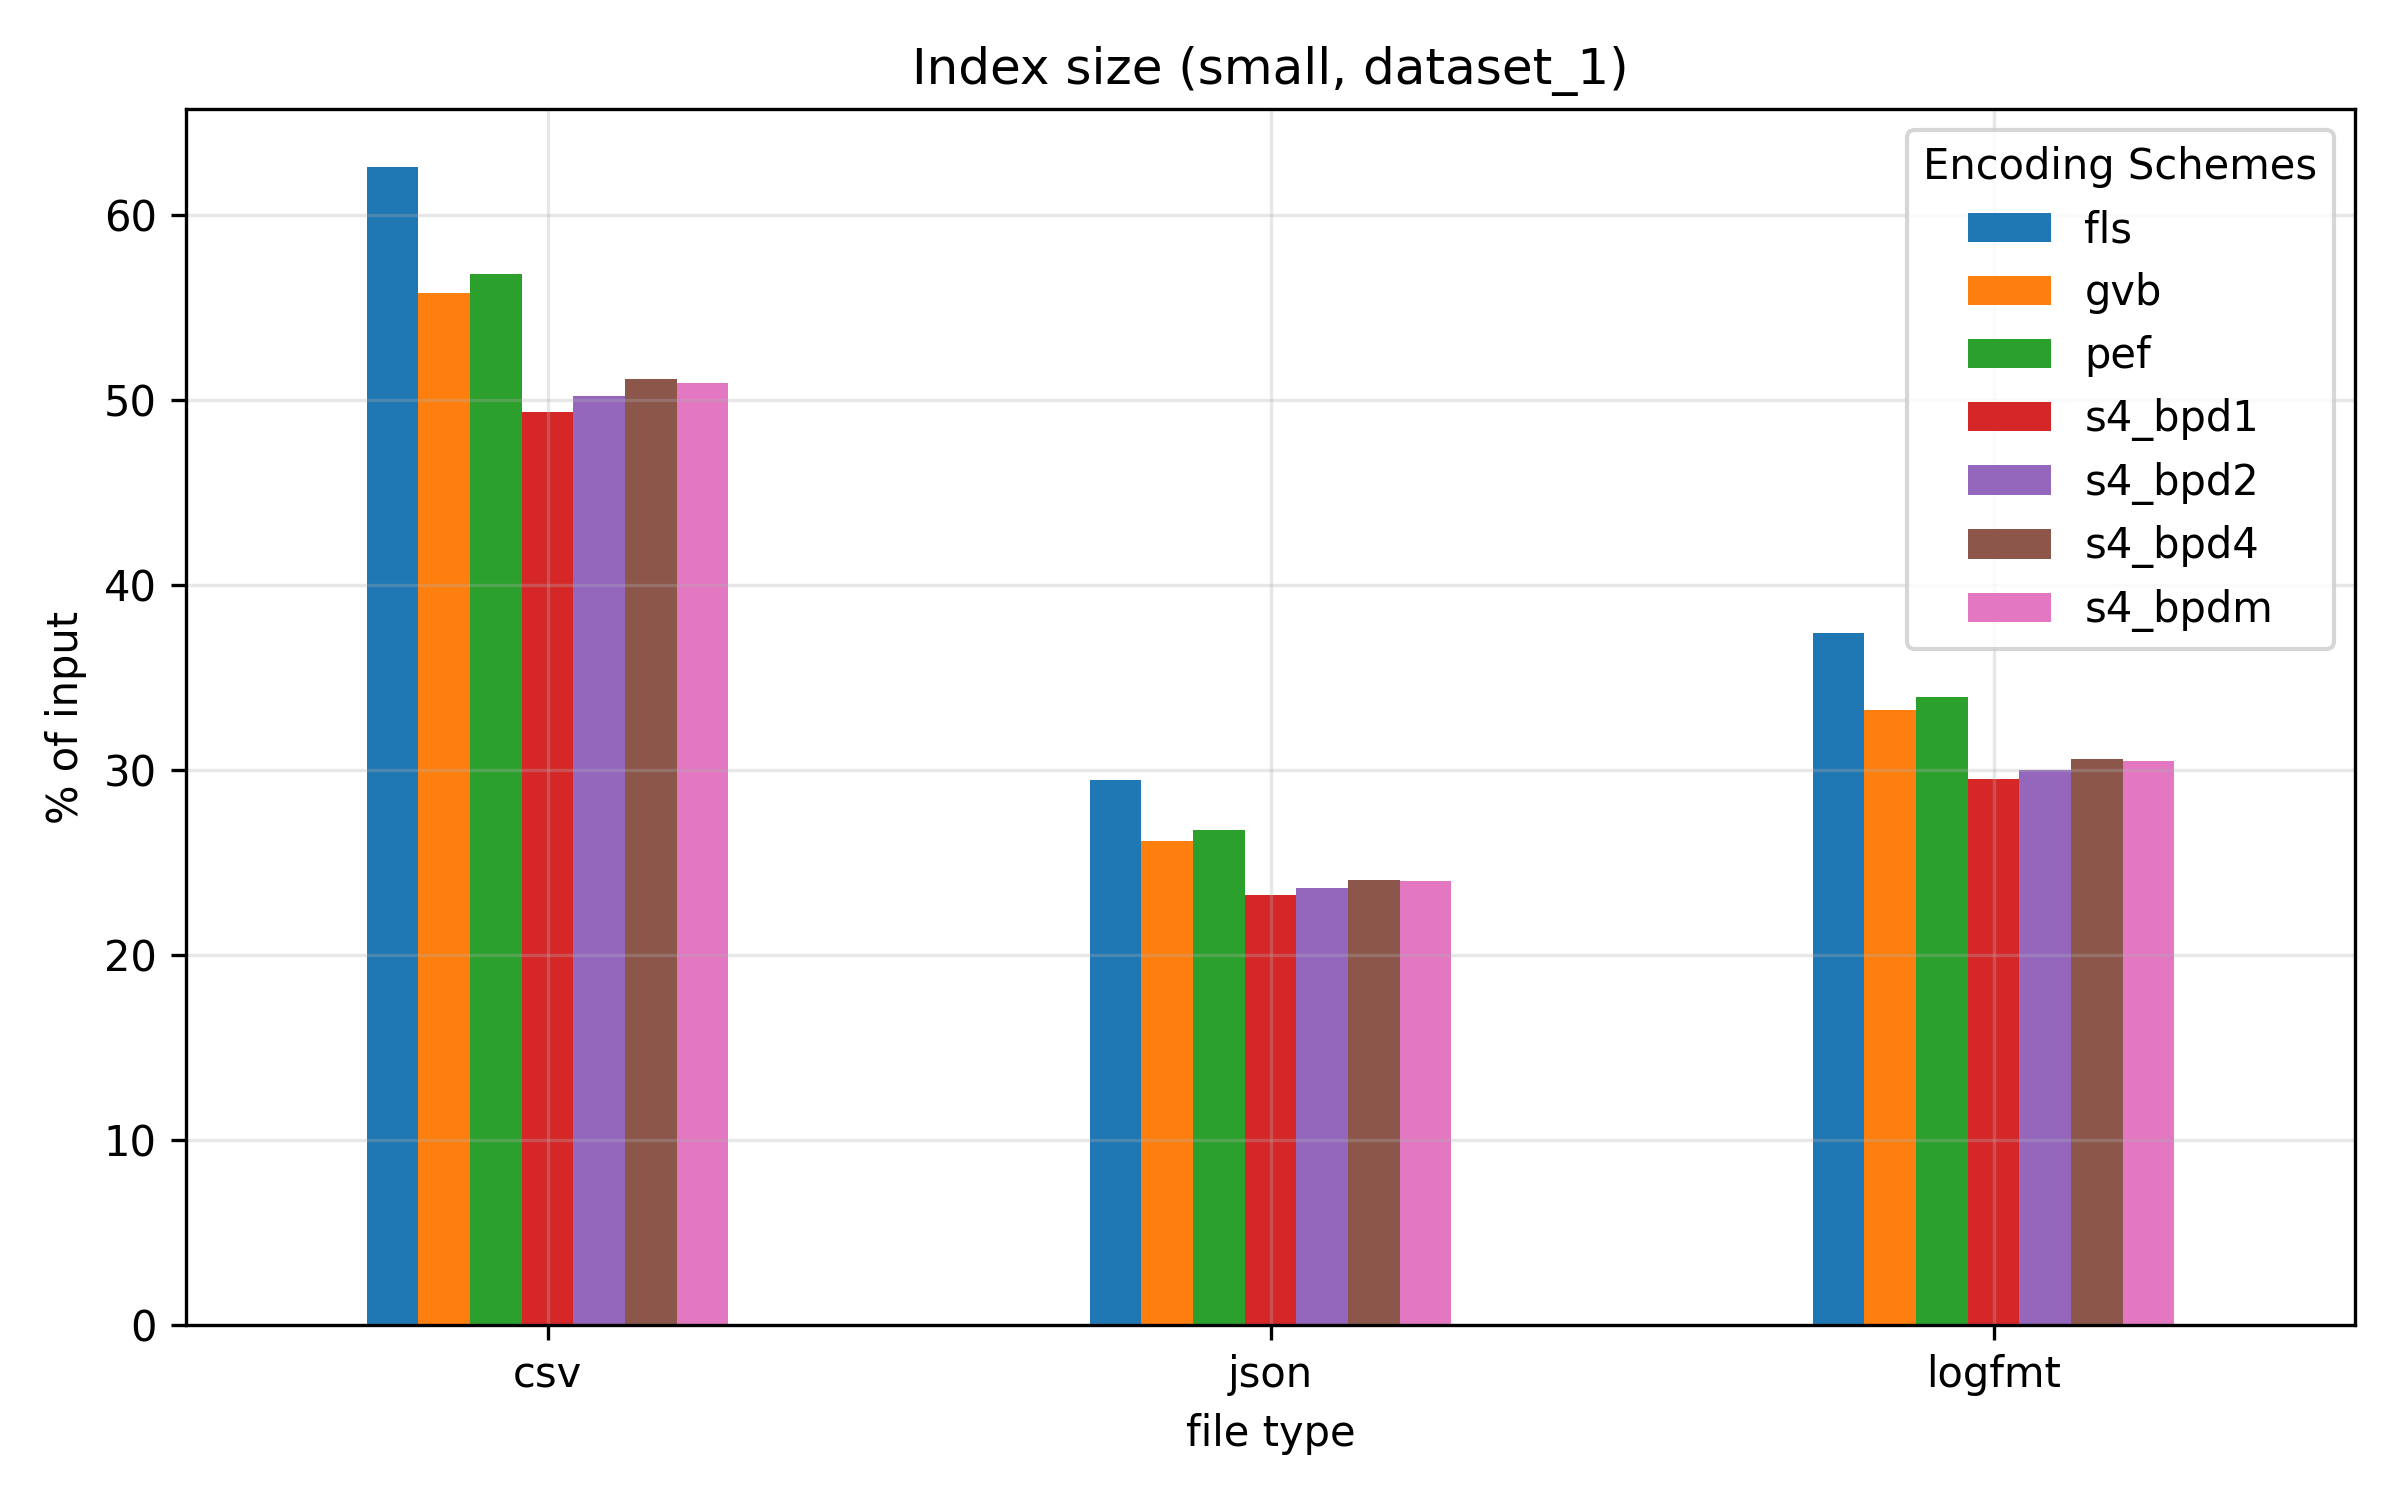 Index size (small, dataset_1)
Encoding Schemes
fls
gvb
pef
s4_bpd1
s4_bpd2
s4_bpd4
s4_bpdm
% of input
60
50
40
30
20
10
0
csv
json
logfmt
file type